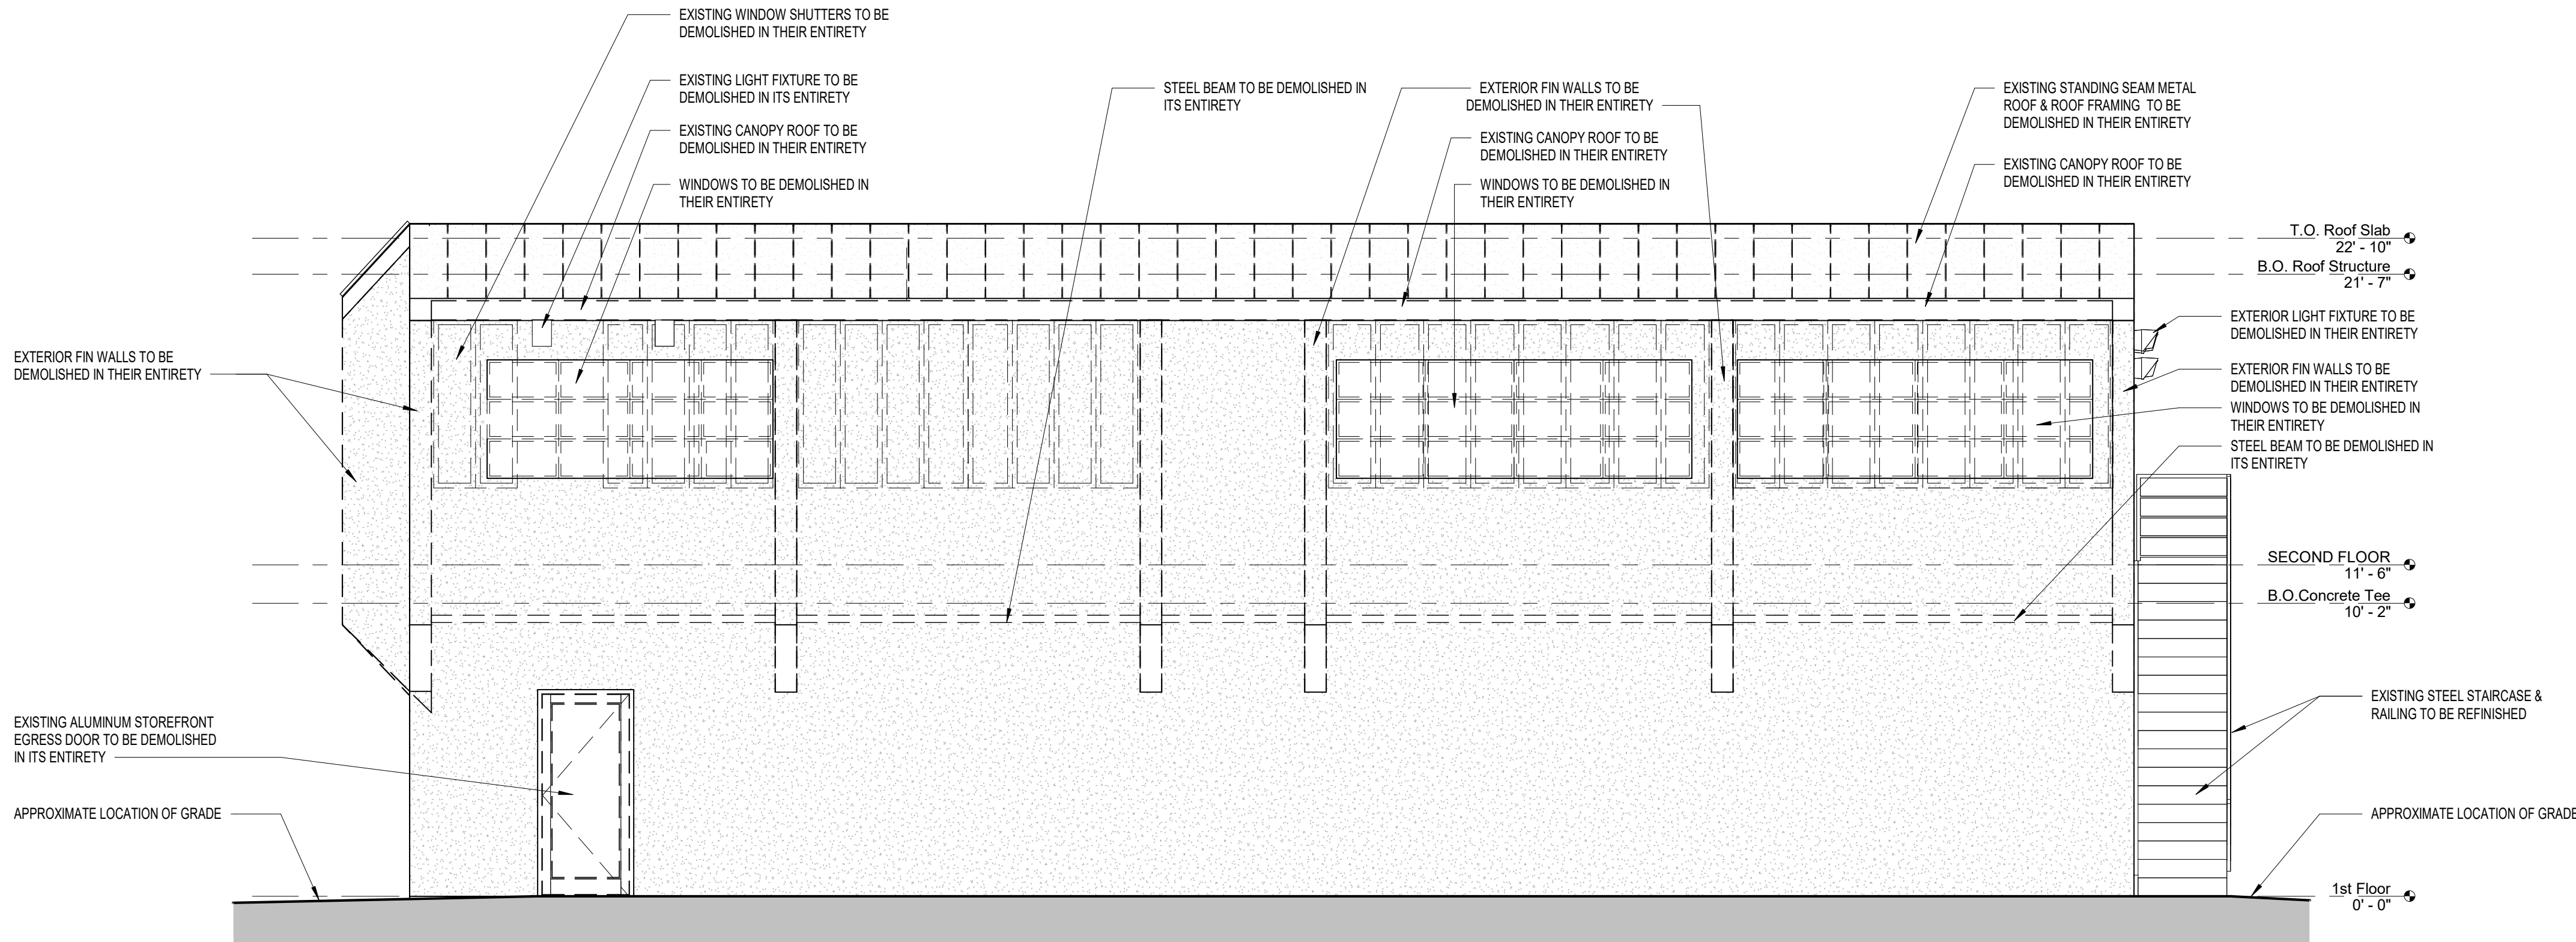 EXISTING WINDOW SHUTTERS TO BE
DEMOLISHED IN THEIR ENTIRETY
EXISTING LIGHT FIXTURE TO BE
DEMOLISHED IN ITS ENTIRETY
EXISTING CANOPY ROOF TO BE
DEMOLISHED IN THEIR ENTIRETY
WINDOWS TO BE DEMOLISHED IN
THEIR ENTIRETY
STEEL BEAM TO BE DEMOLISHED IN
ITS ENTIRETY
EXTERIOR FIN WALLS TO BE
DEMOLISHED IN THEIR ENTIRETY
EXISTING CANOPY ROOF TO BE
DEMOLISHED IN THEIR ENTIRETY
WINDOWS TO BE DEMOLISHED IN
THEIR ENTIRETY
EXISTING STANDING SEAM METAL
ROOF & ROOF FRAMING TO BE
DEMOLISHED IN THEIR ENTIRETY
EXISTING CANOPY ROOF TO BE
DEMOLISHED IN THEIR ENTIRETY
T.O. Roof Slab
22' - 10"
B.O. Roof Structure
21' - 7"
EXTERIOR LIGHT FIXTURE TO BE
DEMOLISHED IN THEIR ENTIRETY
EXTERIOR FIN WALLS TO BE
DEMOLISHED IN THEIR ENTIRETY
WINDOWS TO BE DEMOLISHED IN
THEIR ENTIRETY
STEEL BEAM TO BE DEMOLISHED IN
ITS ENTIRETY
EXTERIOR FIN WALLS TO BE
DEMOLISHED IN THEIR ENTIRETY
SECOND FLOOR
11' - 6"
B.O.Concrete Tee
10' - 2"
EXISTING STEEL STAIRCASE &
RAILING TO BE REFINISHED
EXISTING ALUMINUM STOREFRONT
EGRESS DOOR TO BE DEMOLISHED
IN ITS ENTIRETY
APPROXIMATE LOCATION OF GRADE
APPROXIMATE LOCATION OF GRADE
1st Floor
0' - 0"